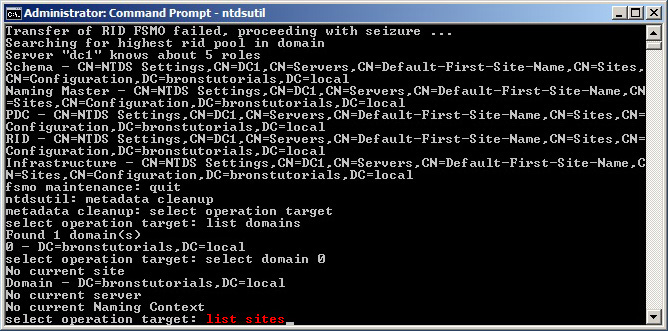 Administrator: Command Prompt - ntdsutil
Transfer of RID FSMO failed, proceeding with seizure ...
Searching for highest rid pool in domain
Server "dc1" knows about 5 roles
Schema - CN=NTDS Settings,CN=DC1,CN=Servers,CN=Default-First-Site-Name,CN=Sites,
CN=Configuration,DC=bronstutorials,DC=local
Naming Master - CN=NTDS Settings,CN=DC1,CN=Servers,CN=Default-First-Site-Name,CN
=Sites,CN=Configuration,DC=bronstutorials,DC=local
PDC - CN=NTDS Settings,CN=DC1,CN=Servers,CN=Default-First-Site-Name,CN=Sites,CN=
Configuration,DC=bronstutorials,DC=local
RID - CN=NTDS Settings,CN=DC1,CN=Servers,CN=Default-First-Site-Name,CN=Sites,CN=
Configuration,DC=bronstutorials,DC=local
Infrastructure - CN=NTDS Settings,CN=DC1,CN=Servers,CN=Default-First-Site-Name,C
N=Sites,CN=Configuration,DC=bronstutorials,DC=local
fsmo maintenance: quit
ntdsutil: metadata cleanup
metadata cleanup: select operation target
select operation target: list domains
Found 1 domain(s)
0 - DC=bronstutorials,DC=local
select operation target: select domain 0
No current site
Domain - DC=bronstutorials,DC=local
No current server
No current Naming Context
select operation target: list sites